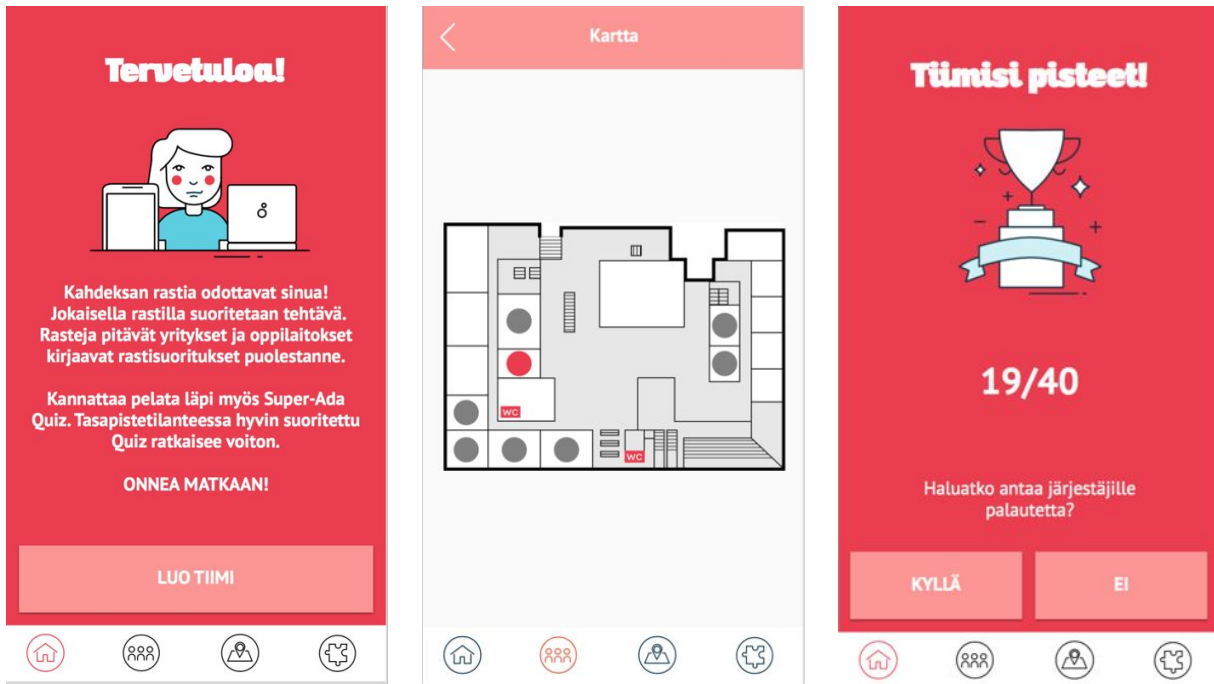 Tervetuloa!
Kahdeksan rastia odottavat sinua!
Jokaisella rastilla suoritetaan tehtävä.
Rasteja pitävät yritykset ja oppilaitokset
kirjaavat rastisuoritukset puolestanne.
Kannattaa pelata läpi myös Super-Ada
Quiz. Tasapistetilanteessa hyvin suoritettu
Quiz ratkaisee voiton.
ONNEA MATKAAN!
LUO TIIMI
Kartta
WC
WC
Tiimisi pisteet!
19/40
Haluatko antaa järjestäjille
palautetta?
KYLLÄ
EI